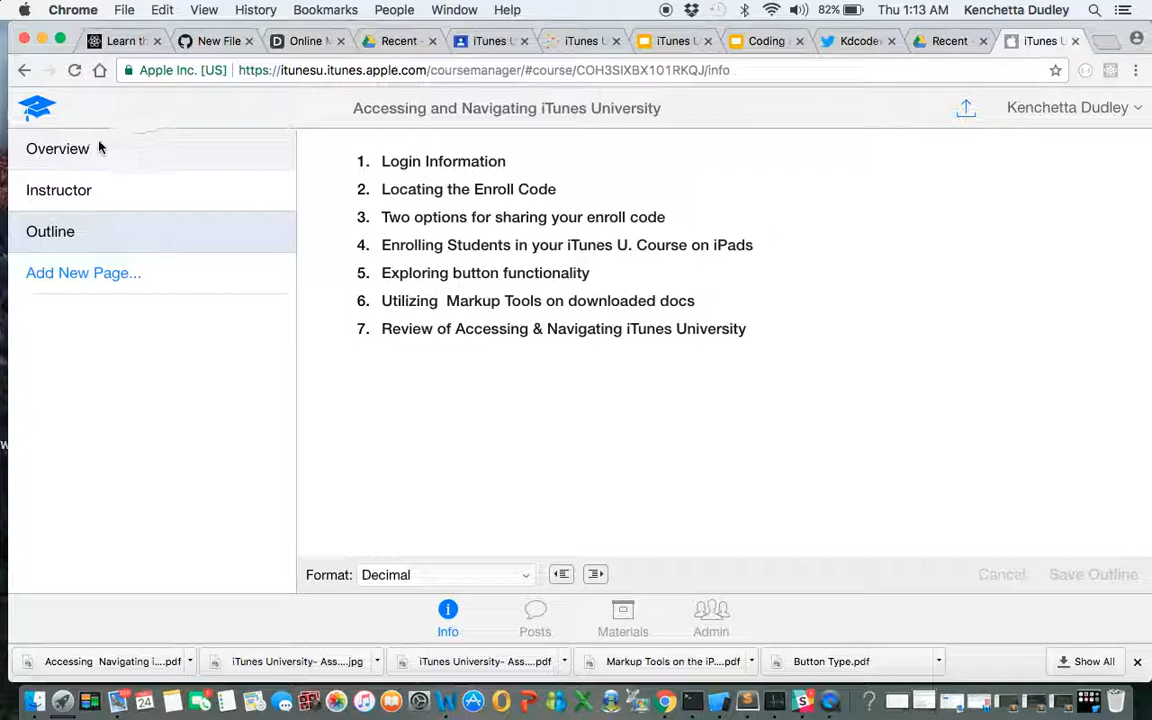 Chrome File Edit View History Bookmarks People Window Help 82% Thu 1:13 AM Kenchetta Dudley
Learn th New File Online M Recent - iTunes U iTunes U iTunes U Coding Kdcode Recent - iTunes U
Apple Inc. [US] https://itunesu.itunes.apple.com/coursemanager/#course/COH3SIXBX101RKQJ/info
Accessing and Navigating iTunes University Kenchetta Dudley
Overview
Instructor
Outline
Add New Page...
1. Login Information
2. Locating the Enroll Code
3. Two options for sharing your enroll code
4. Enrolling Students in your iTunes U. Course on iPads
5. Exploring button functionality
6. Utilizing Markup Tools on downloaded docs
7. Review of Accessing & Navigating iTunes University
Format: Decimal Cancel Save Outline
Info Posts Materials Admin
Accessing Navigating i....pdf iTunes University- Ass....jpg iTunes University- Ass....pdf Markup Tools on the iP....pdf Button Type.pdf Show All